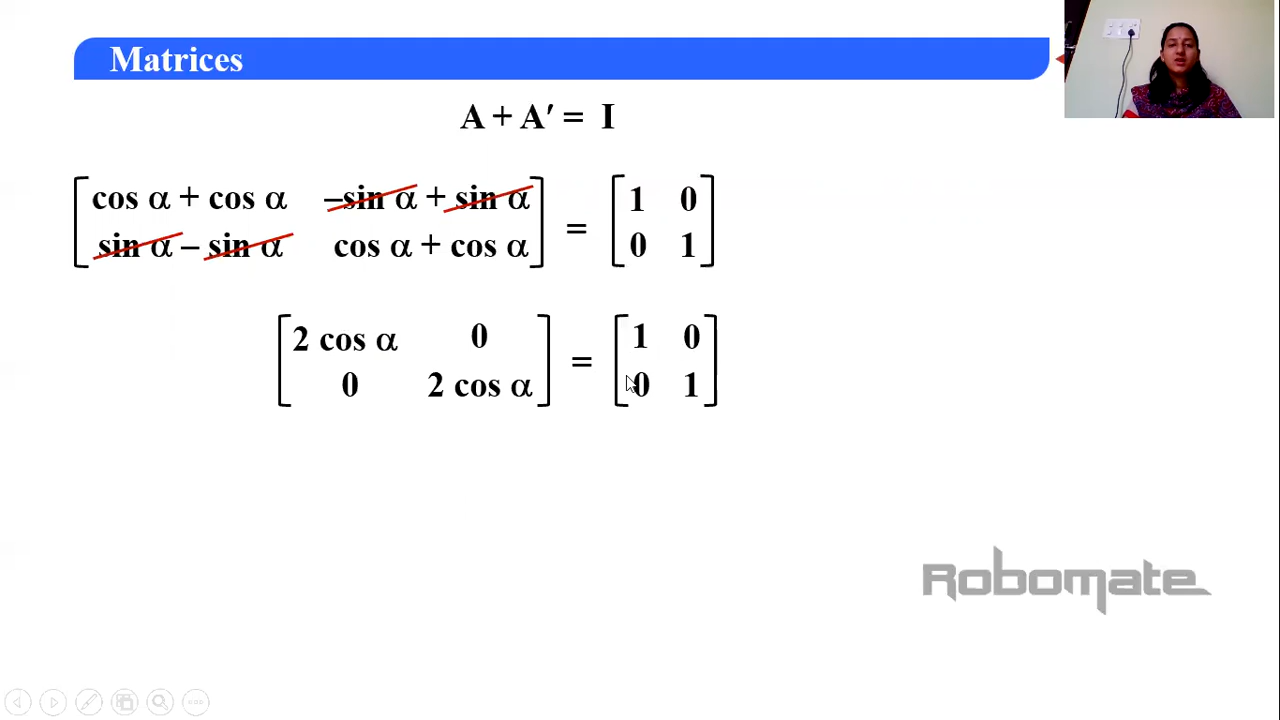 Matrices
A + A′ = I
[ cos α + cos α  –sin α + sin α ] = [ 1 0 ]
[ sin α – sin α  cos α + cos α ] [ 0 1 ]
[ 2 cos α  0 ] = [ 1 0 ]
[ 0  2 cos α ] [ 0 1 ]
Robomate